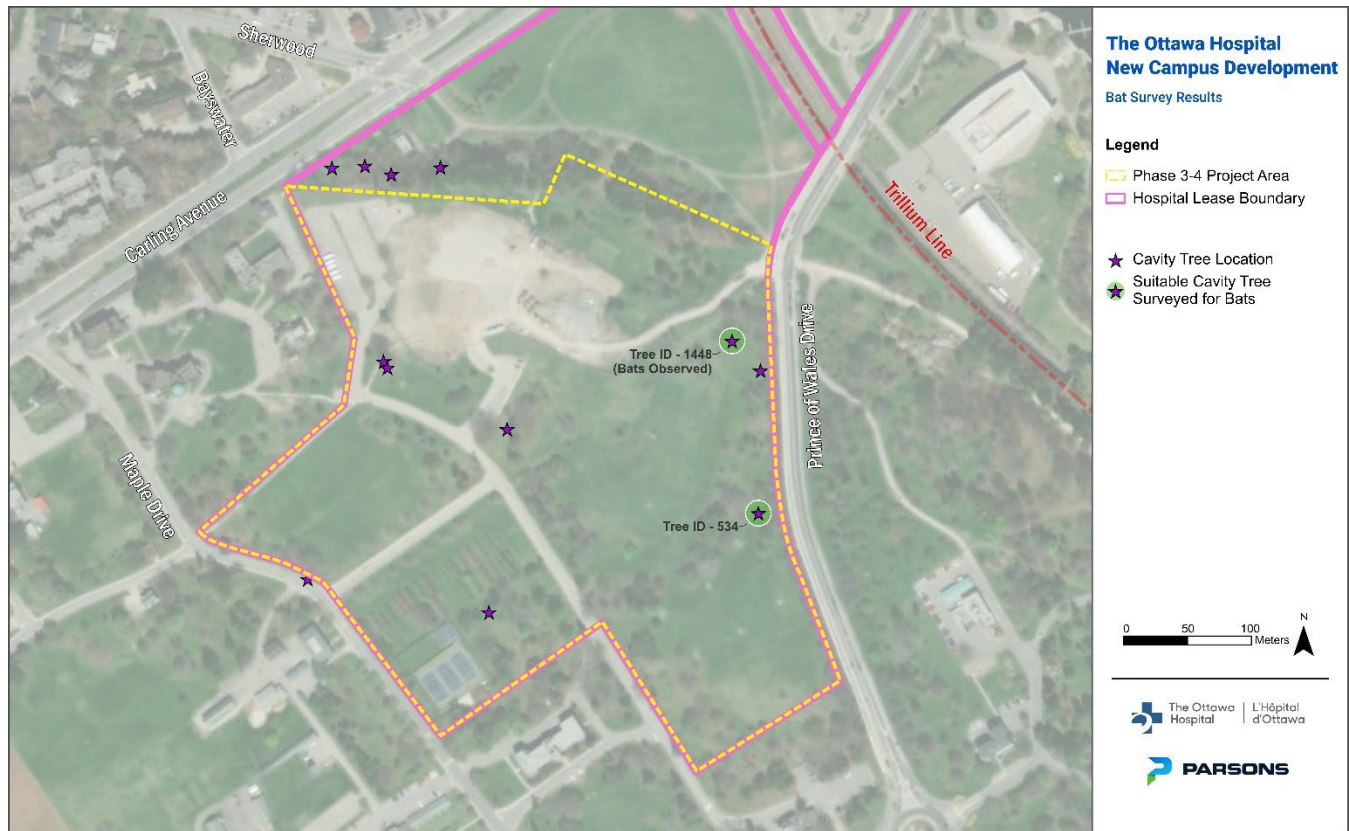 Sherwood
Bayswater
Carling Avenue
Trillium Line
Prince of Wales Drive
Tree ID - 1448
(Bats Observed)
Maple Drive
Tree ID - 534
The Ottawa Hospital
New Campus Development
Bat Survey Results
Legend
Phase 3-4 Project Area
Hospital Lease Boundary
Cavity Tree Location
Suitable Cavity Tree
Surveyed for Bats
0 50 100
Meters
N
The Ottawa
Hospital
L'Hôpital
d'Ottawa
PARSONS